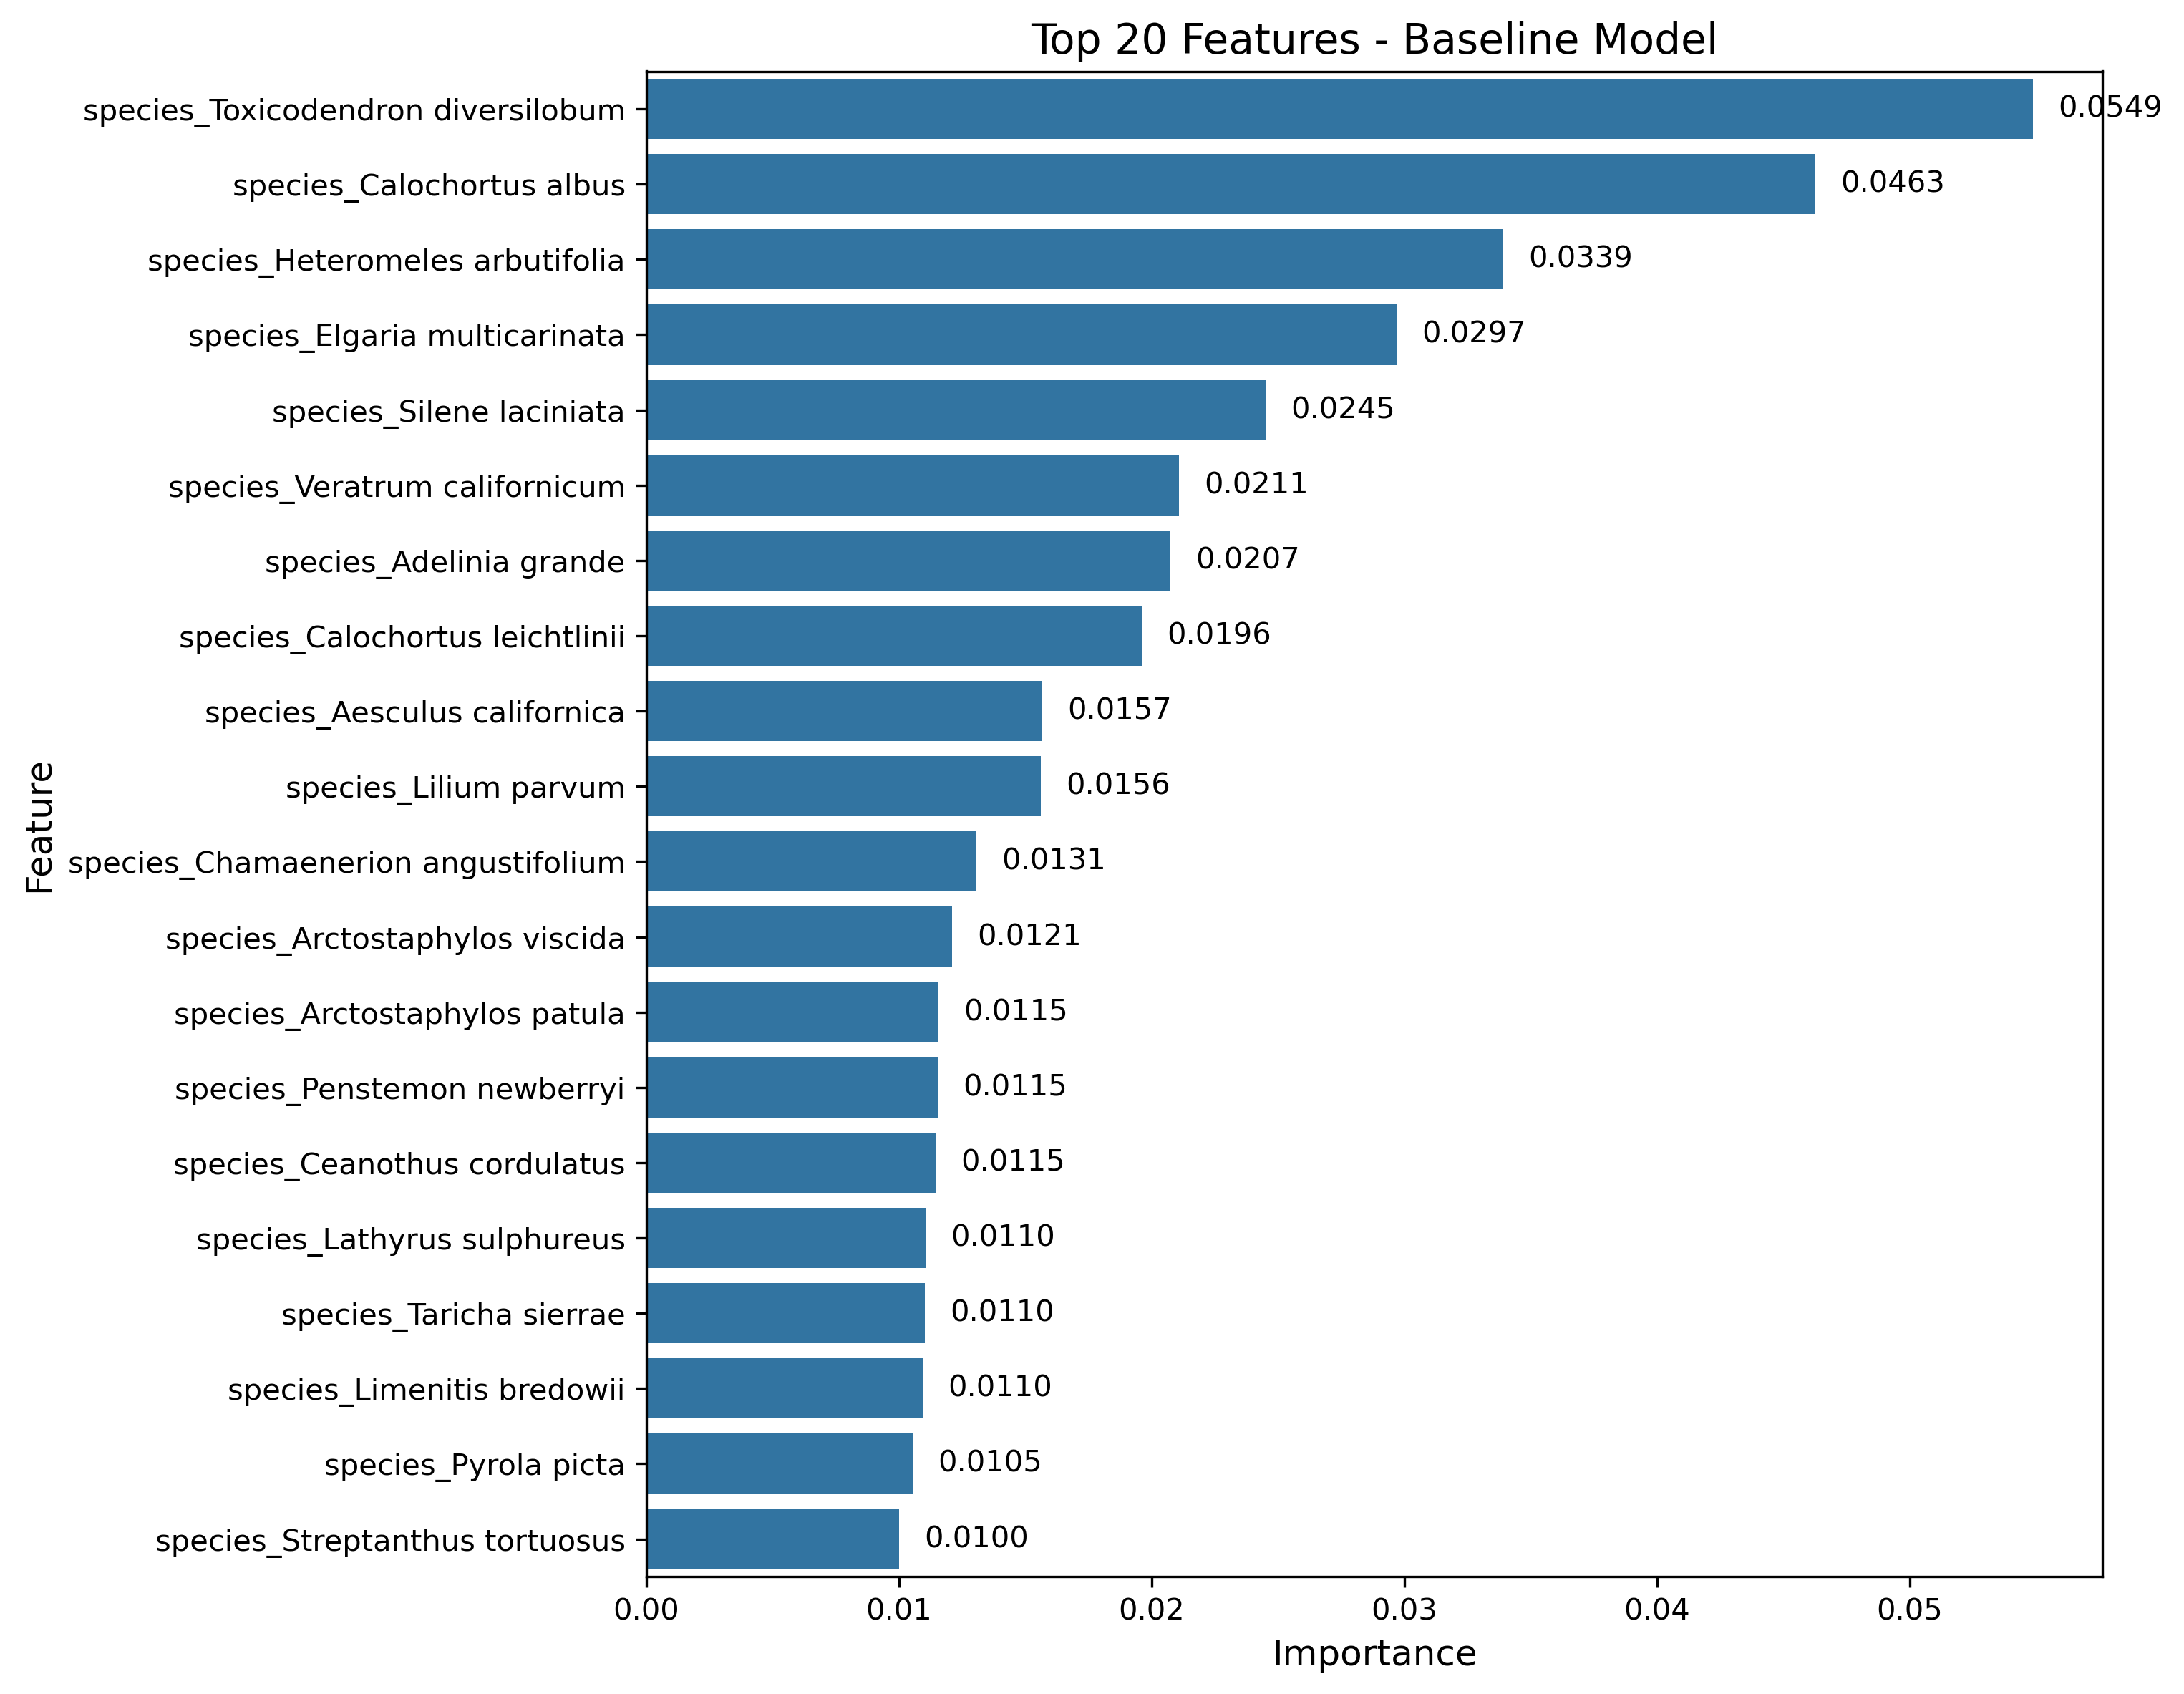 Top 20 Features - Baseline Model
species_Toxicodendron diversilobum 0.0549
species_Calochortus albus 0.0463
species_Heteromeles arbutifolia 0.0339
species_Elgaria multicarinata 0.0297
species_Silene laciniata 0.0245
species_Veratrum californicum 0.0211
species_Adelinia grande 0.0207
species_Calochortus leichtlinii 0.0196
species_Aesculus californica 0.0157
species_Lilium parvum 0.0156
species_Chamaenerion angustifolium 0.0131
species_Arctostaphylos viscida 0.0121
species_Arctostaphylos patula 0.0115
species_Penstemon newberryi 0.0115
species_Ceanothus cordulatus 0.0115
species_Lathyrus sulphureus 0.0110
species_Taricha sierrae 0.0110
species_Limenitis bredowii 0.0110
species_Pyrola picta 0.0105
species_Streptanthus tortuosus 0.0100
Feature
0.00 0.01 0.02 0.03 0.04 0.05
Importance